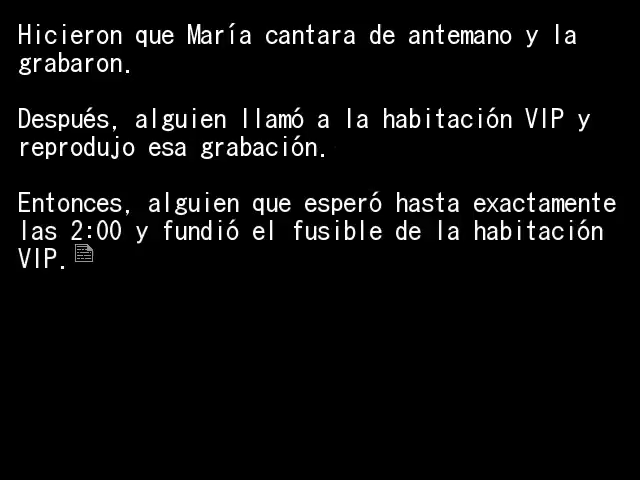 Hicieron que María cantara de antemano y la
grabaron.
Después, alguien llamó a la habitación VIP y
reprodujo esa grabación.
Entonces, alguien que esperó hasta exactamente
las 2:00 y fundió el fusible de la habitación
VIP.